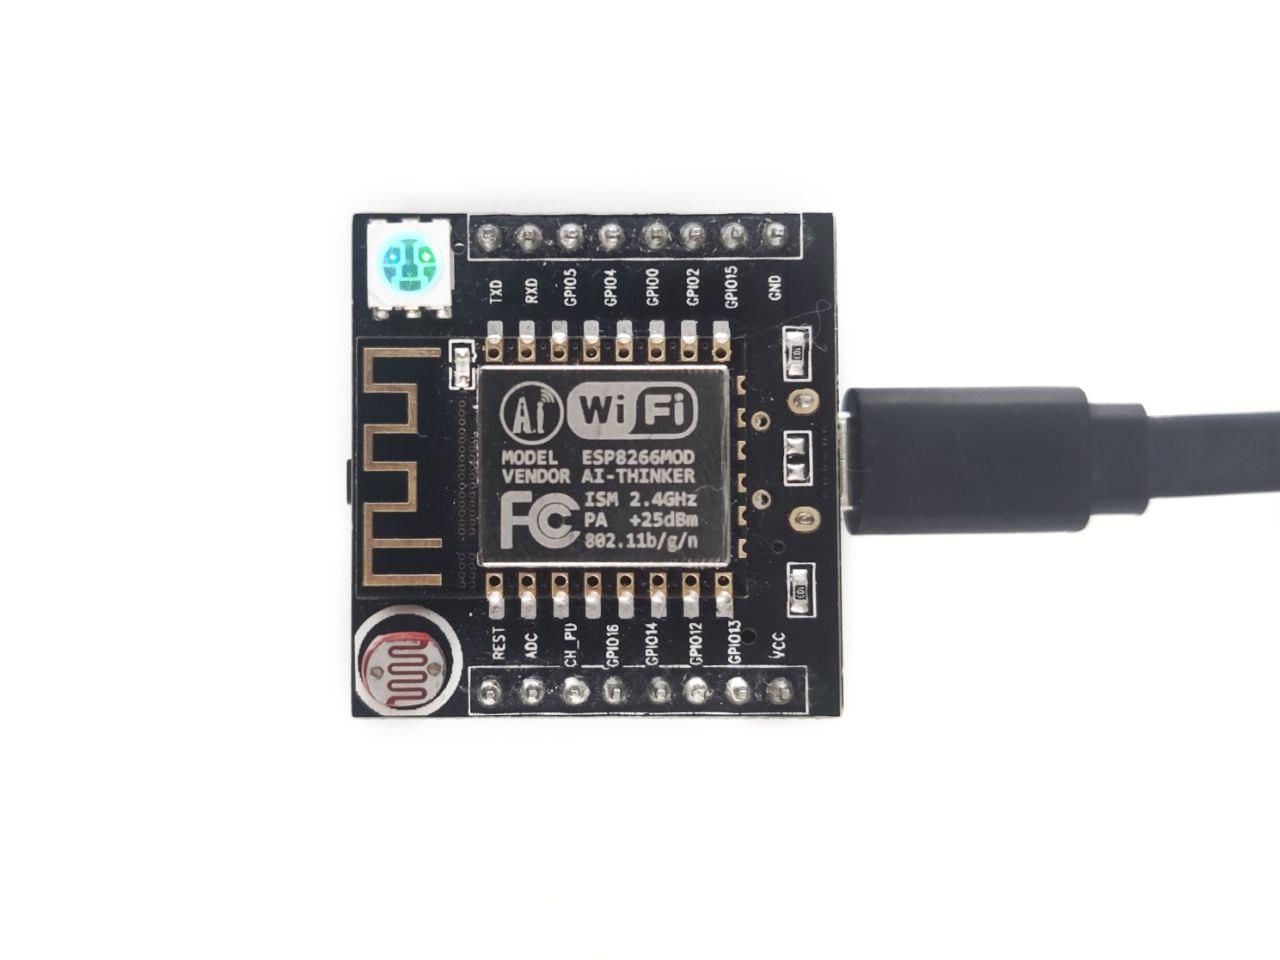 TXD RXD GPIO5 GPIO4 GPIO0 GPIO2 GPIO15 GND
Ai WiFi
MODEL ESP8266MOD
VENDOR AI-THINKER
FC ISM 2.4GHz
PA +25dBm
802.11b/g/n
REST ADC CH_PU GPIO16 GPIO14 GPIO12 GPIO13 VCC